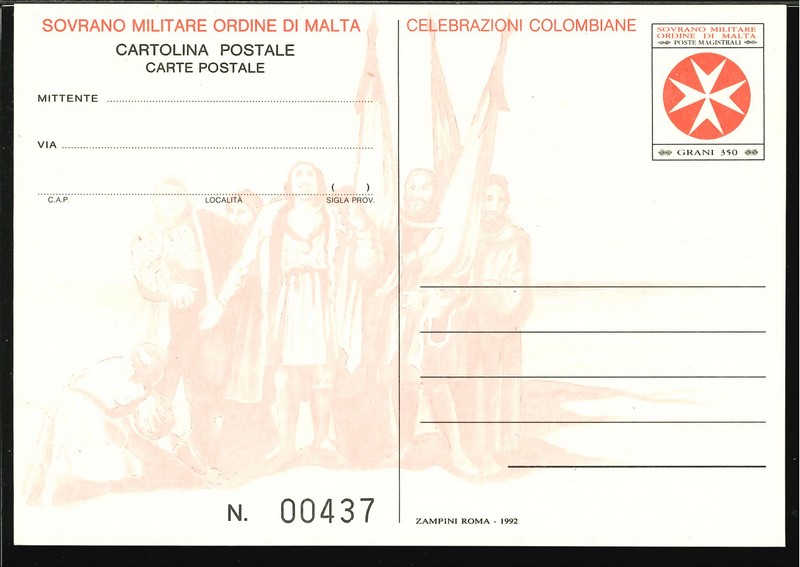 SOVRANO MILITARE ORDINE DI MALTA
CARTOLINA POSTALE
CARTE POSTALE
MITTENTE
VIA
( )
C.A.P. LOCALITÀ SIGLA PROV.
N. 00437
CELEBRAZIONI COLOMBIANE
SOVRANO MILITARE
ORDINE DI MALTA
POSTE MAGISTRALI
GRANI 350
ZAMPINI ROMA - 1992